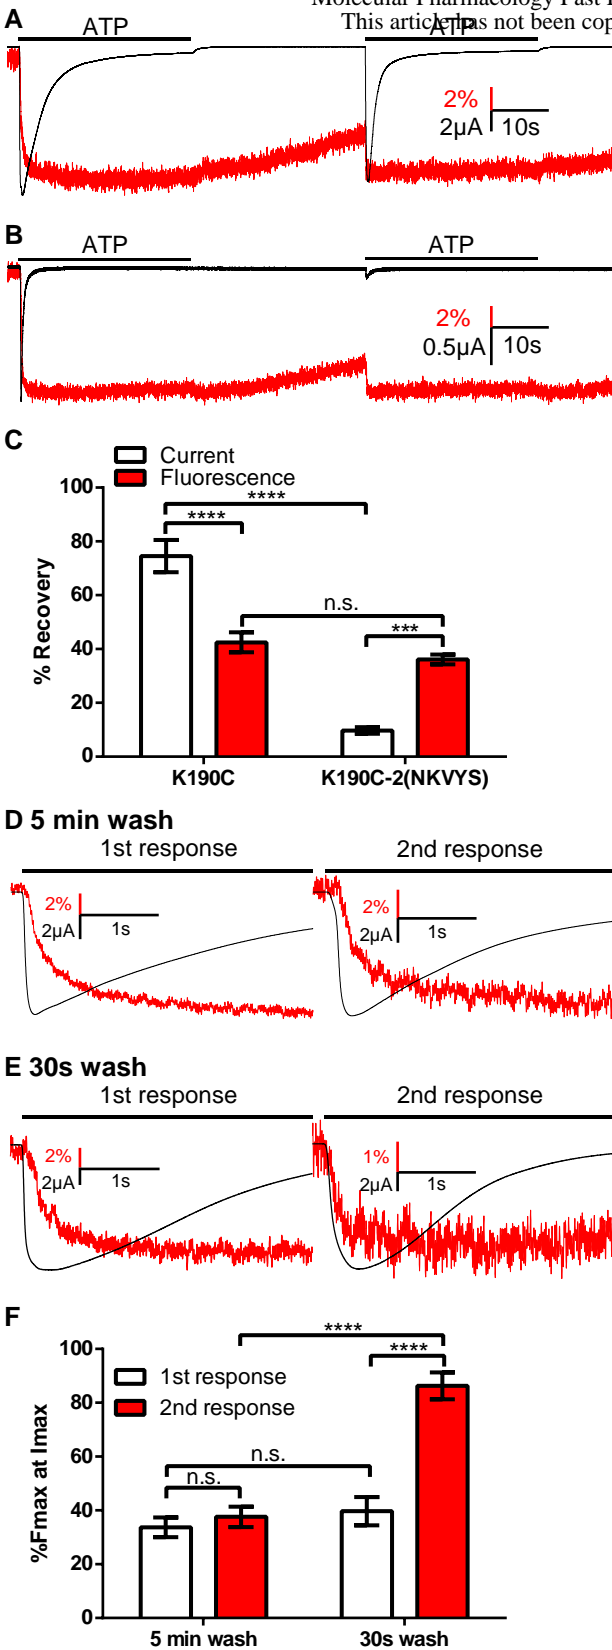 Molecular Pharmacology Fast
This article has not been cop
A
ATP
ATP
2%
2µA
10s
B
ATP
ATP
2%
0.5µA
10s
C
Current
Fluorescence
% Recovery
100
80
60
40
20
0
****
****
n.s.
***
K190C
K190C-2(NKVYS)
D 5 min wash
1st response
2nd response
2%
2µA
1s
2%
2µA
1s
E 30s wash
1st response
2nd response
2%
2µA
1s
1%
2µA
1s
F
1st response
2nd response
%Fmax at Imax
100
80
60
40
20
0
****
****
n.s.
n.s.
5 min wash
30s wash